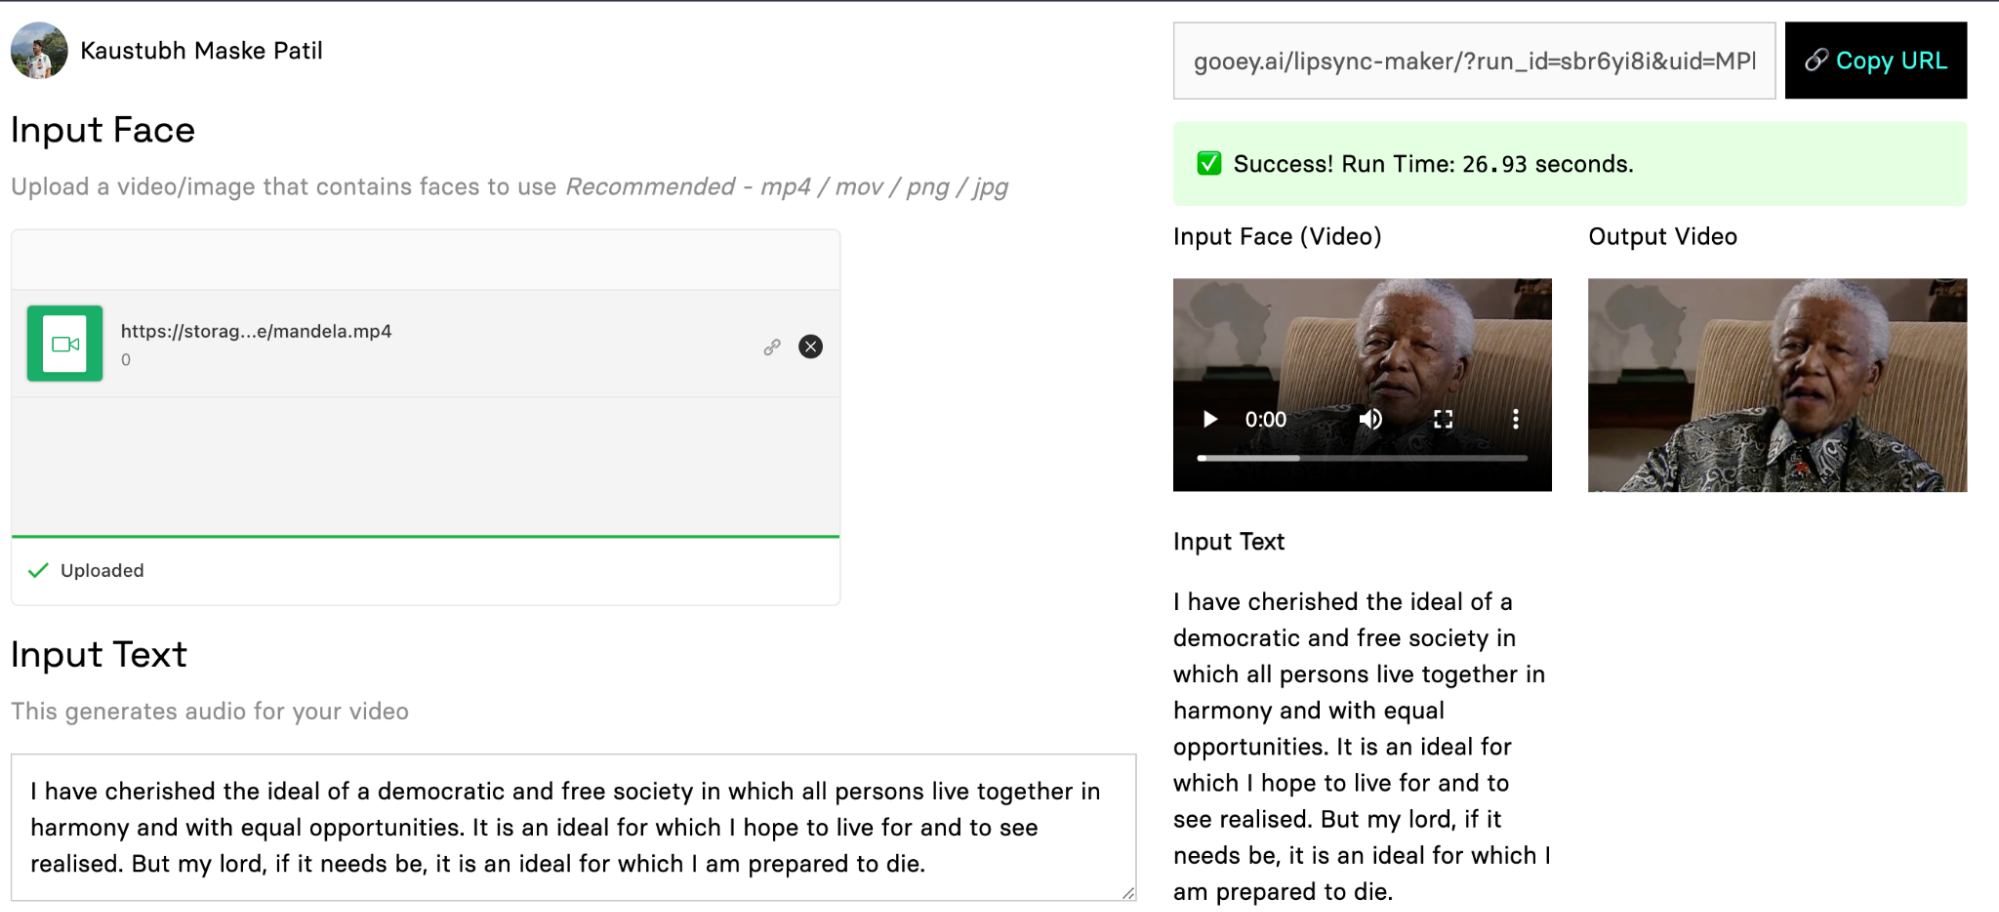 Kaustubh Maske Patil
Input Face
Upload a video/image that contains faces to use Recommended - mp4 / mov / png / jpg
https://storag...e/mandela.mp4
0
Uploaded
Input Text
This generates audio for your video
I have cherished the ideal of a democratic and free society in which all persons live together in
harmony and with equal opportunities. It is an ideal for which I hope to live for and to see
realised. But my lord, if it needs be, it is an ideal for which I am prepared to die.
gooey.ai/lipsync-maker/?run_id=sbr6yi8i&uid=MPl
Copy URL
Success! Run Time: 26.93 seconds.
Input Face (Video)
Output Video
0:00
Input Text
I have cherished the ideal of a
democratic and free society in
which all persons live together in
harmony and with equal
opportunities. It is an ideal for
which I hope to live for and to
see realised. But my lord, if it
needs be, it is an ideal for which I
am prepared to die.